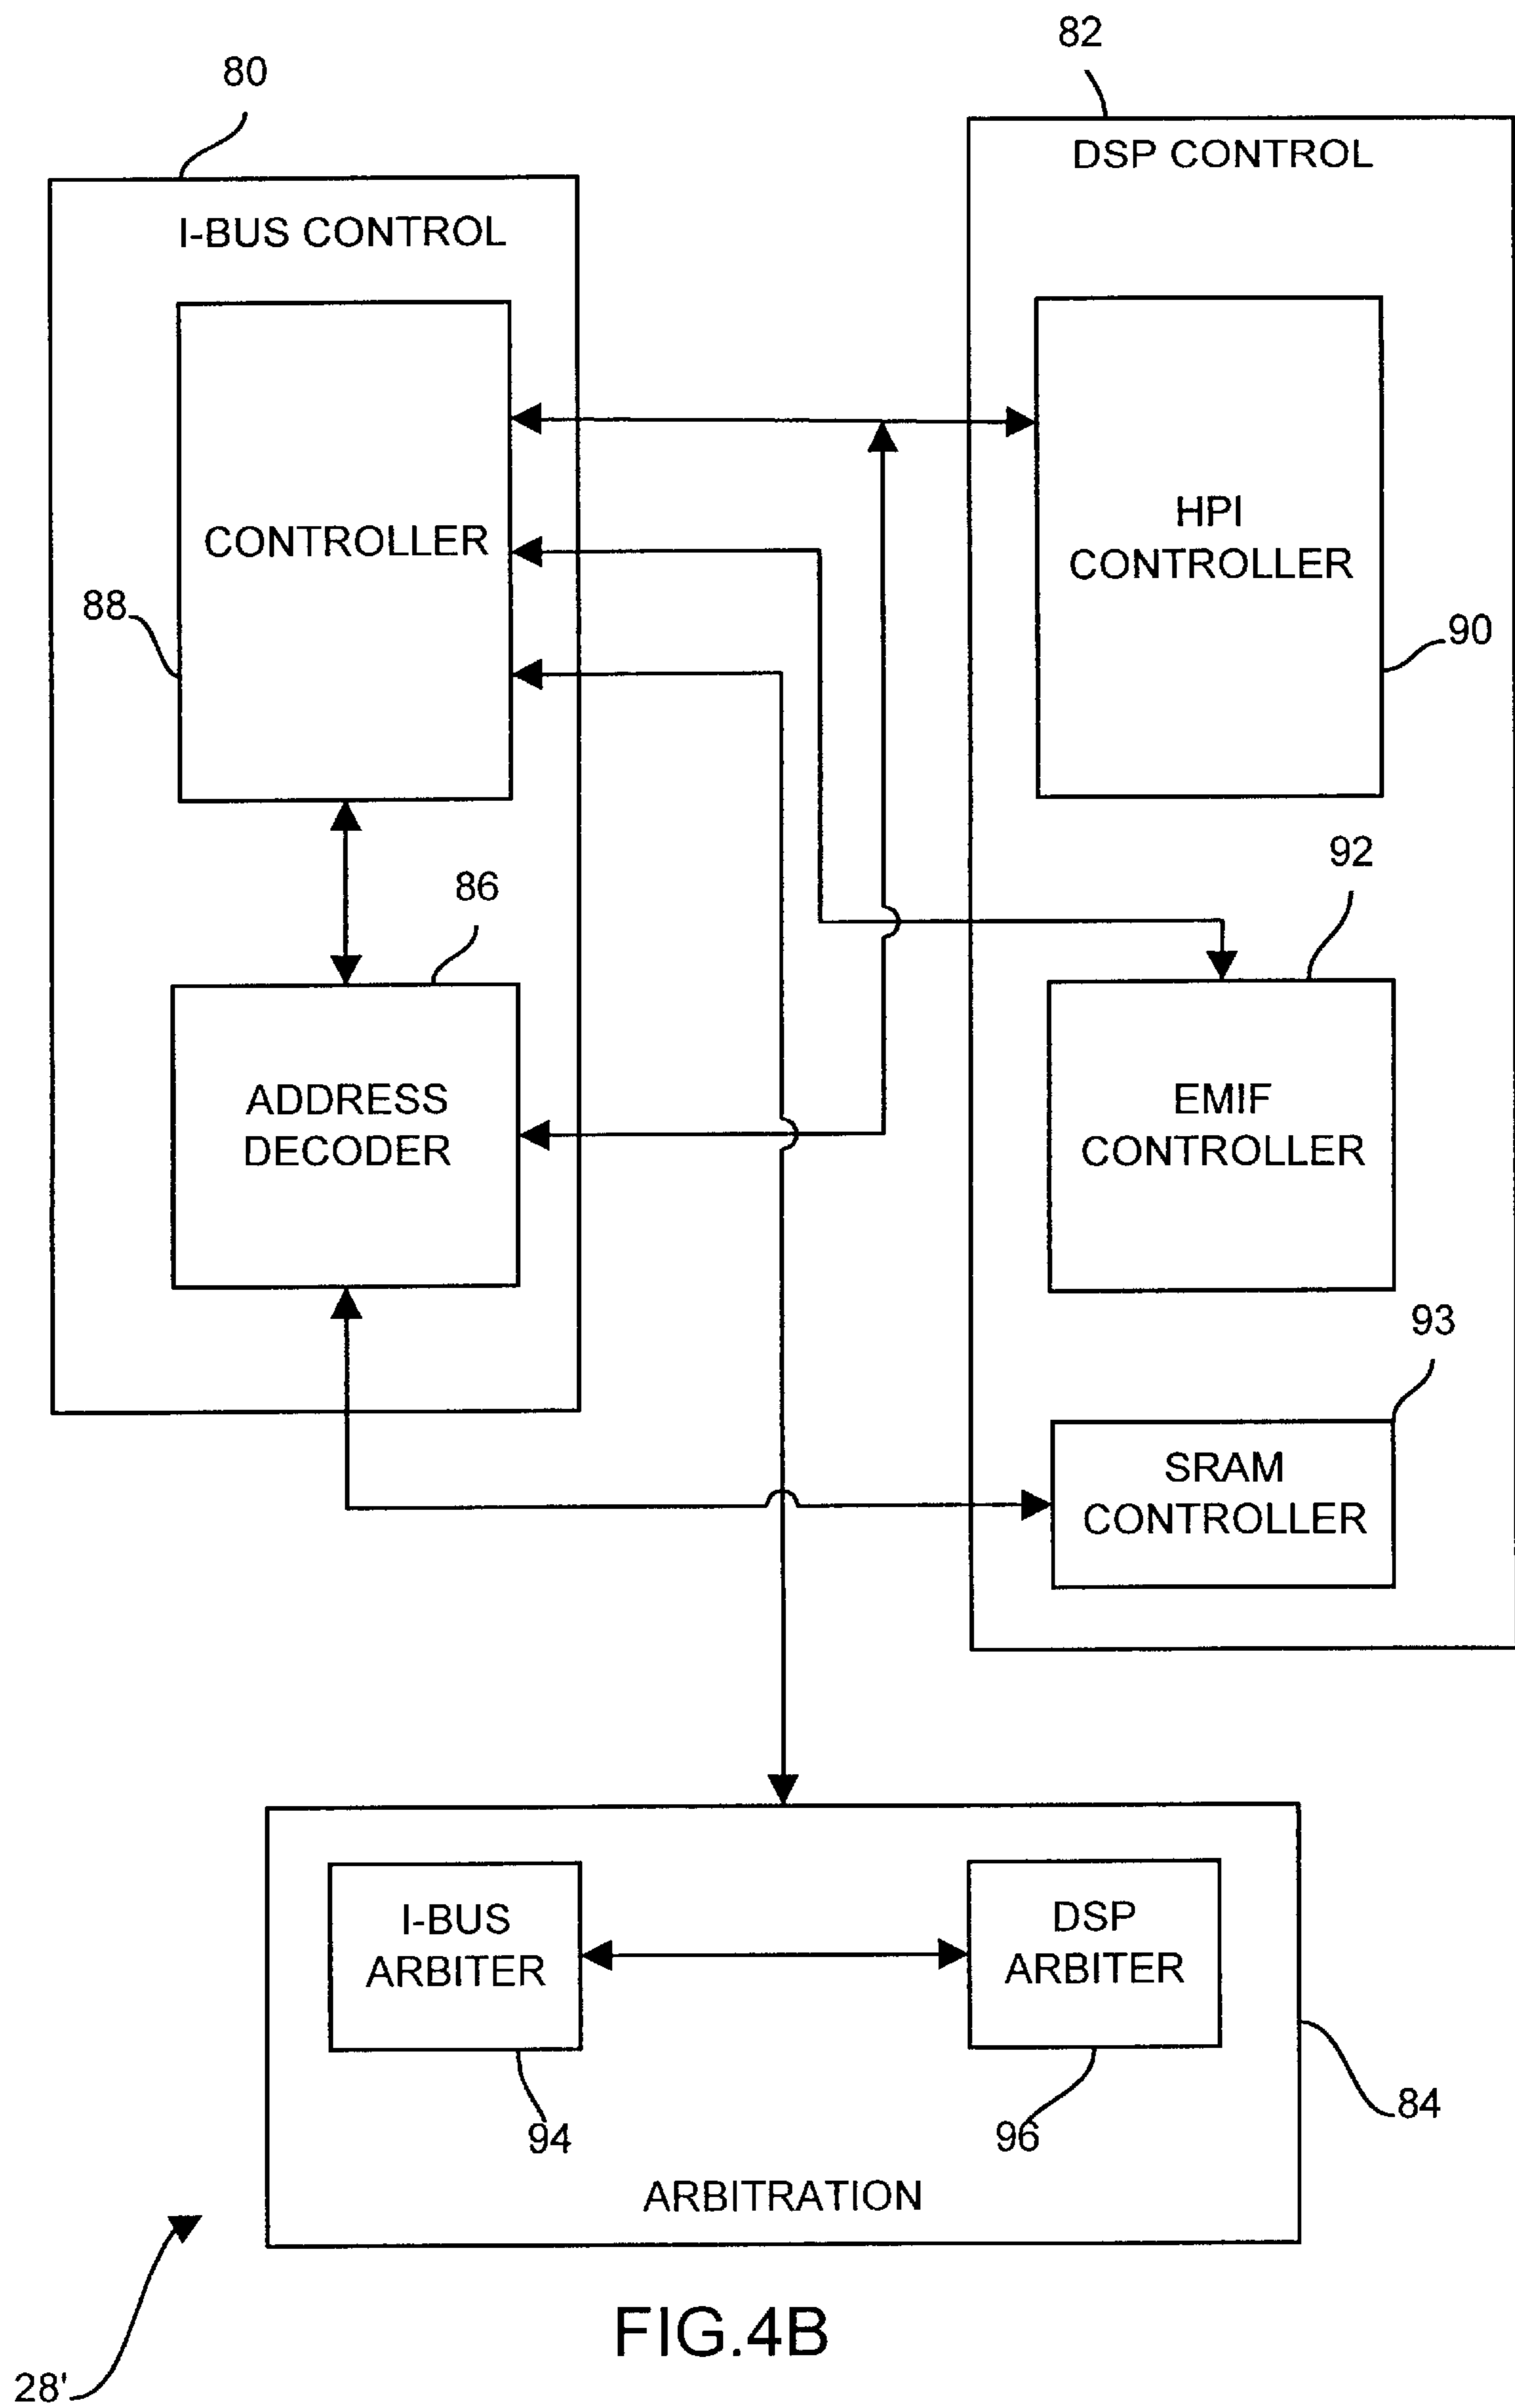 82
80
DSP CONTROL
I-BUS CONTROL
HPI
CONTROLLER
CONTROLLER
88
90
92
86
ADDRESS
DECODER
EMIF
CONTROLLER
93
SRAM
CONTROLLER
I-BUS
ARBITER
DSP
ARBITER
84
94
96
ARBITRATION
FIG.4B
28'